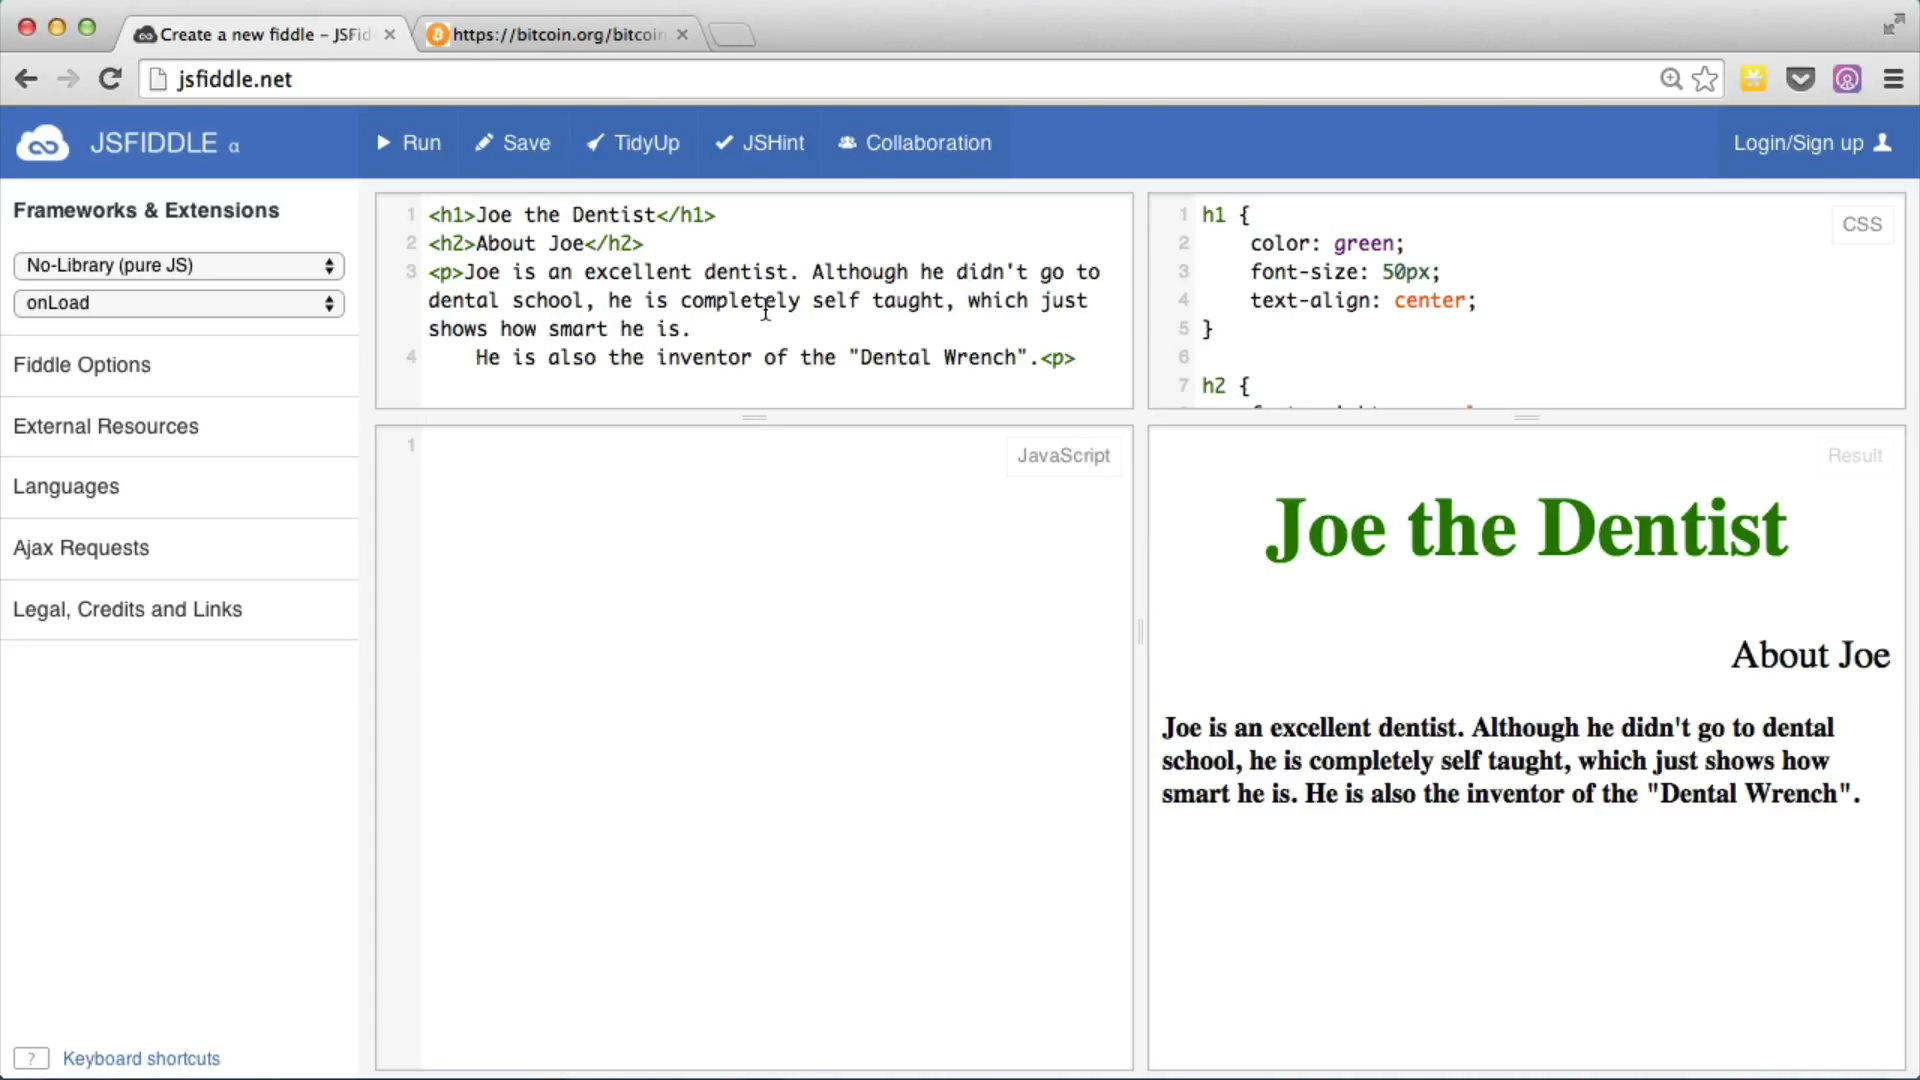 Create a new fiddle – JSFid
https://bitcoin.org/bitcoin
jsfiddle.net
JSFIDDLE α
Run
Save
TidyUp
JSHint
Collaboration
Login/Sign up
Frameworks & Extensions
No-Library (pure JS)
onLoad
Fiddle Options
External Resources
Languages
Ajax Requests
Legal, Credits and Links
? Keyboard shortcuts
1 <h1>Joe the Dentist</h1>
2 <h2>About Joe</h2>
3 <p>Joe is an excellent dentist. Although he didn't go to
dental school, he is completely self taught, which just
shows how smart he is.
4 He is also the inventor of the "Dental Wrench".<p>
CSS
1 h1 {
2 color: green;
3 font-size: 50px;
4 text-align: center;
5 }
6
7 h2 {
1
JavaScript
Result
Joe the Dentist
About Joe
Joe is an excellent dentist. Although he didn't go to dental
school, he is completely self taught, which just shows how
smart he is. He is also the inventor of the "Dental Wrench".